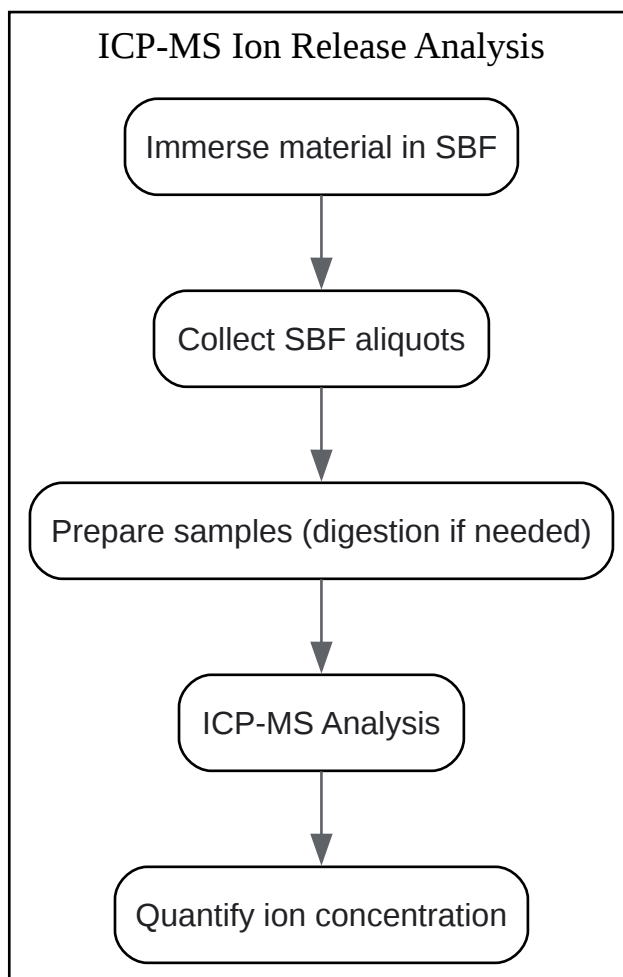 ICP-MS Ion Release Analysis
Immerse material in SBF
Collect SBF aliquots
Prepare samples (digestion if needed)
ICP-MS Analysis
Quantify ion concentration